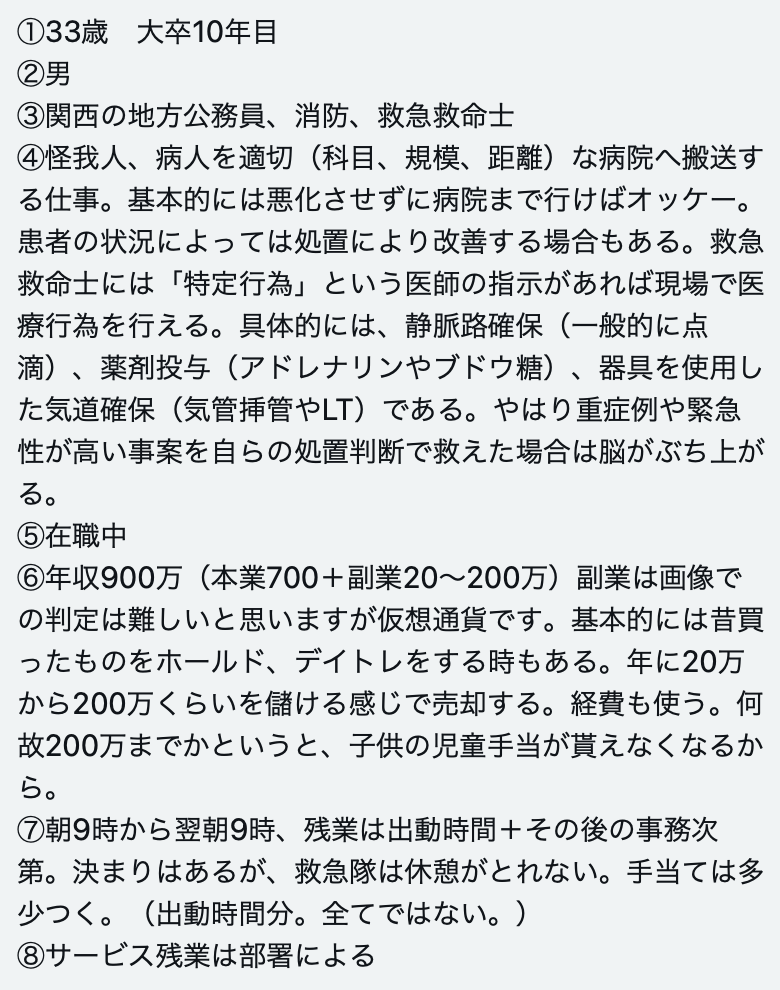 ①33歳　大卒10年目
②男
③関西の地方公務員、消防、救急救命士
④怪我人、病人を適切（科目、規模、距離）な病院へ搬送す
る仕事。基本的には悪化させずに病院まで行けばオッケー。
患者の状況によっては処置により改善する場合もある。救急
救命士には「特定行為」という医師の指示があれば現場で医
療行為を行える。具体的には、静脈路確保（一般的に点
滴）、薬剤投与（アドレナリンやブドウ糖）、器具を使用し
た気道確保（気管挿管やLT）である。やはり重症例や緊急
性が高い事案を自らの処置判断で救えた場合は脳がぶち上が
る。
⑤在職中
⑥年収900万（本業700＋副業20〜200万）副業は画像で
の判定は難しいと思いますが仮想通貨です。基本的には昔買
ったものをホールド、デイトレをする時もある。年に20万
から200万くらいを儲ける感じで売却する。経費も使う。何
故200万までかというと、子供の児童手当が貰えなくなるか
ら。
⑦朝9時から翌朝9時、残業は出動時間＋その後の事務次
第。決まりはあるが、救急隊は休憩がとれない。手当ては多
少つく。（出動時間分。全てではない。）
⑧サービス残業は部署による